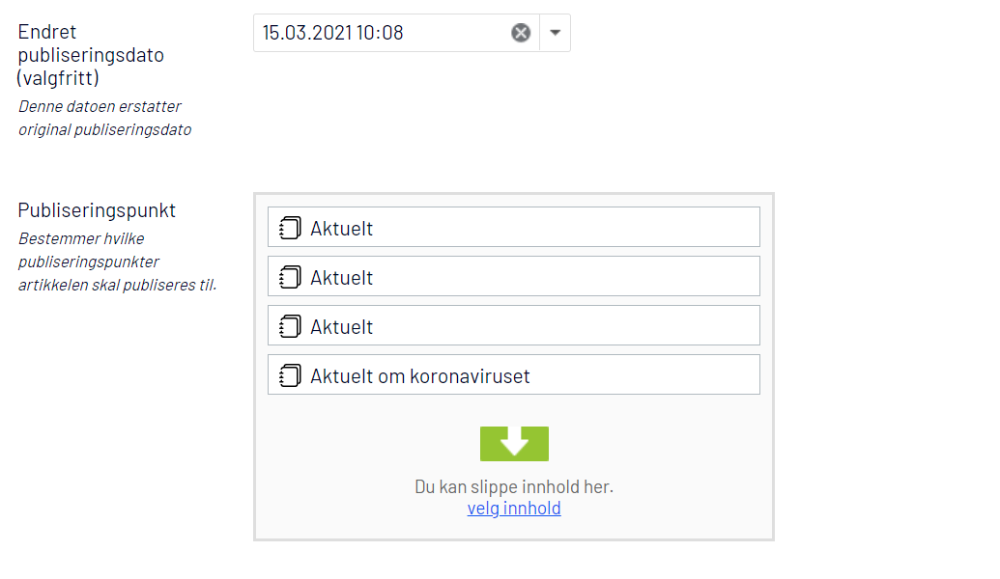 Endret
publiseringsdato
(valgfritt)
Denne datoen erstatter
original publiseringsdato
15.03.2021 10:08
Publiseringspunkt
Bestemmer hvilke
publiseringspunkter
artikkelen skal publiseres til.
Aktuelt
Aktuelt
Aktuelt
Aktuelt om koronaviruset
Du kan slippe innhold her.
velg innhold